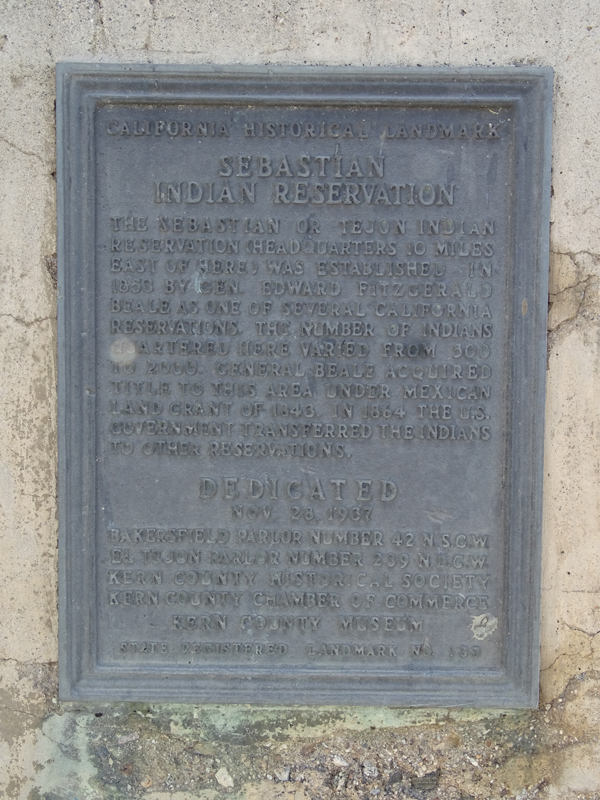 CALIFORNIA HISTORICAL LANDMARK
SEBASTIAN
INDIAN RESERVATION
THE SEBASTIAN OR TEJON INDIAN
RESERVATION (HEADQUARTERS 10 MILES
EAST OF HERE) WAS ESTABLISHED IN
1853 BY GEN. EDWARD FITZGERALD
BEALE AS ONE OF SEVERAL CALIFORNIA
RESERVATIONS. THE NUMBER OF INDIANS
QUARTERED HERE VARIED FROM 500
TO 2000. GENERAL BEALE ACQUIRED
TITLE TO THIS AREA UNDER MEXICAN
LAND GRANT OF 1843. IN 1864 THE U.S.
GOVERNMENT TRANSFERRED THE INDIANS
TO OTHER RESERVATIONS.
DEDICATED
NOV. 28, 1937
BAKERSFIELD PARLOR NUMBER 42 N.S.G.W.
EL TEJON PARLOR NUMBER 239 N.D.G.W.
KERN COUNTY HISTORICAL SOCIETY
KERN COUNTY CHAMBER OF COMMERCE
KERN COUNTY MUSEUM
STATE REGISTERED LANDMARK NO.